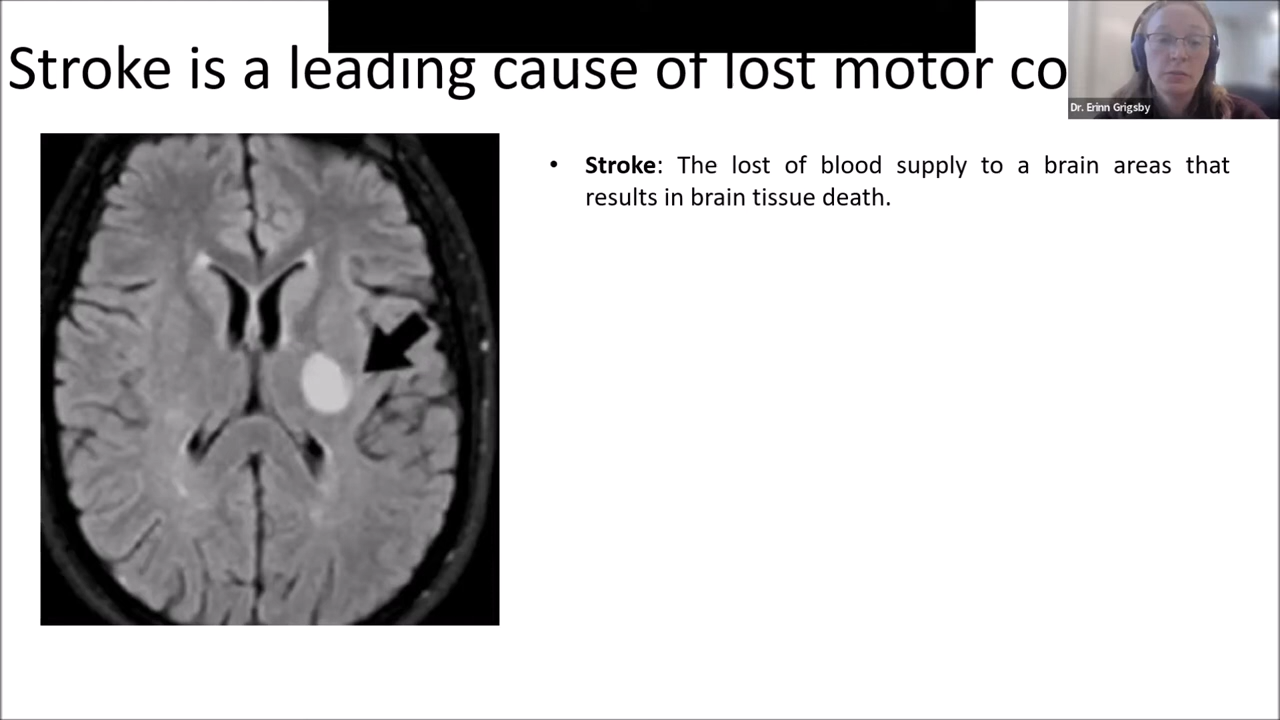 Stroke is a leading cause of lost motor co
Dr. Erinn Grigsby
• Stroke: The lost of blood supply to a brain areas that
results in brain tissue death.